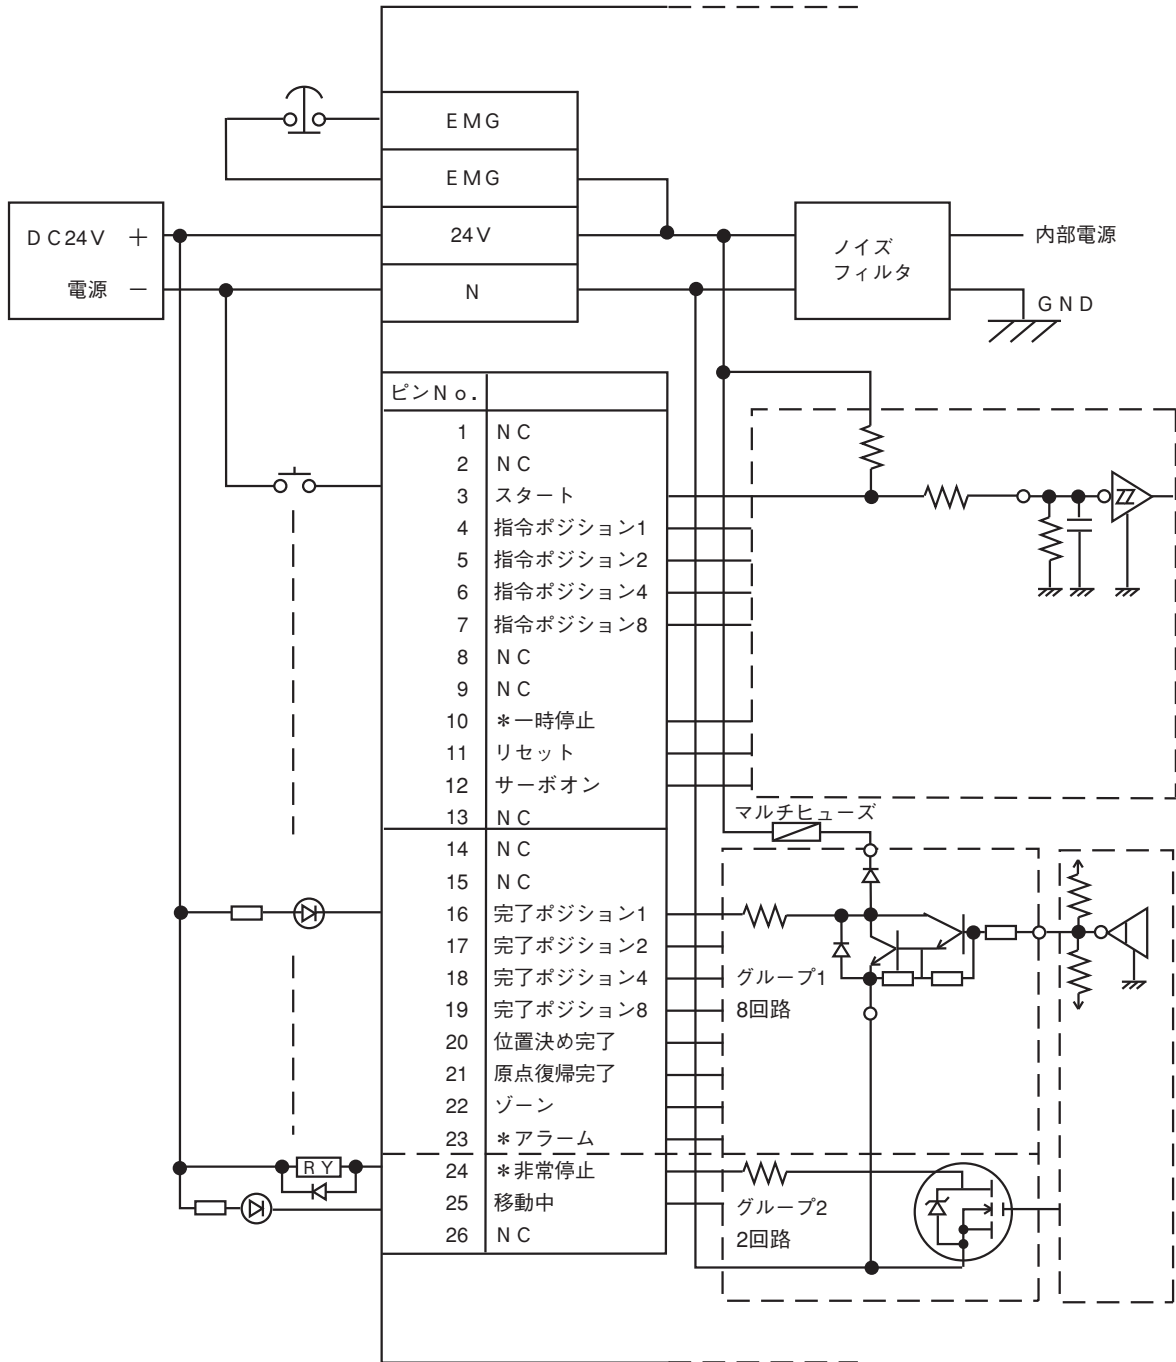 EMG
EMG
DC24V ＋
電源 －
24V
N
ノイズ
フィルタ
内部電源
GND
ピンNo.
1 NC
2 NC
3 スタート
4 指令ポジション1
5 指令ポジション2
6 指令ポジション4
7 指令ポジション8
8 NC
9 NC
10 ＊一時停止
11 リセット
12 サーボオン
13 NC
マルチヒューズ
14 NC
15 NC
16 完了ポジション1
17 完了ポジション2
18 完了ポジション4
19 完了ポジション8
20 位置決め完了
21 原点復帰完了
22 ゾーン
23 ＊アラーム
24 ＊非常停止
25 移動中
26 NC
グループ1
8回路
RY
グループ2
2回路